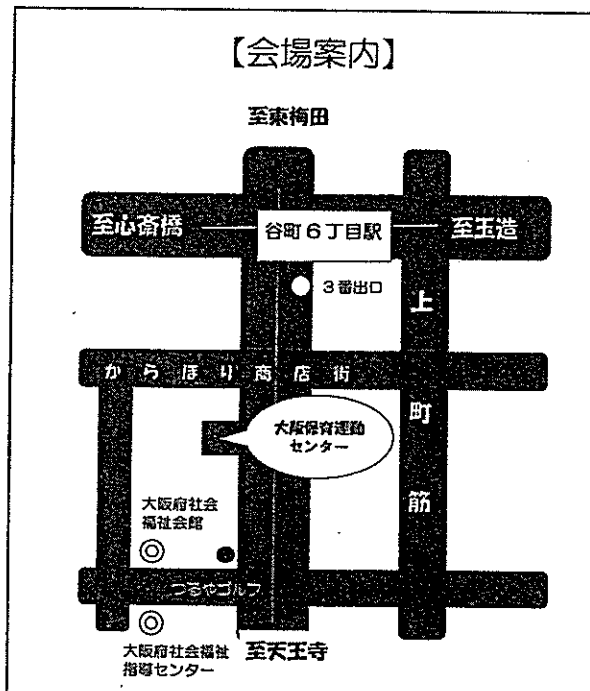 【会場案内】
至東梅田
至心斎橋
谷町6丁目駅
至玉造
3番出口
上町筋
からほり商店街
大阪保育運動
センター
大阪府社会
福祉会館
つるやゴルフ
大阪府社会福祉
指導センター
至天王寺